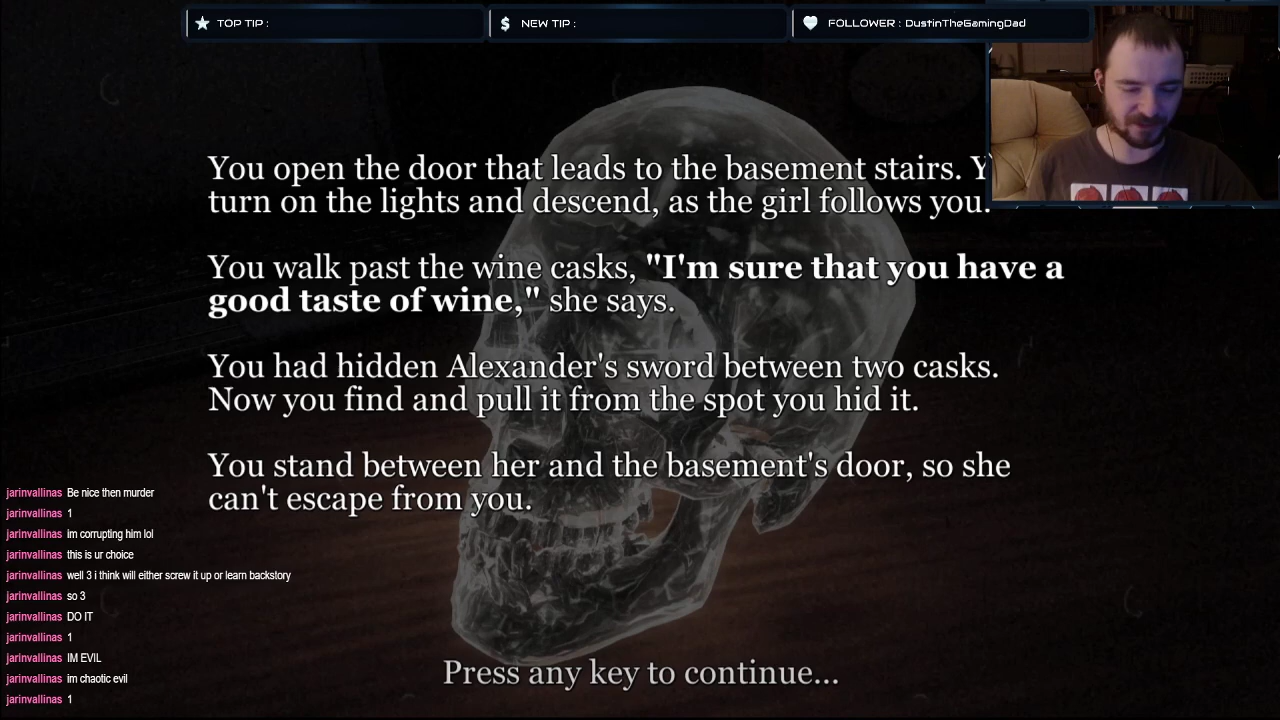 TOP TIP :
NEW TIP :
FOLLOWER : DustinTheGamingDad
You open the door that leads to the basement stairs.
turn on the lights and descend, as the girl follows you.
You walk past the wine casks, "I'm sure that you have a
good taste of wine," she says.
You had hidden Alexander's sword between two casks.
Now you find and pull it from the spot you hid it.
You stand between her and the basement's door, so she
can't escape from you.
jarinvallinas Be nice then murder
jarinvallinas 1
jarinvallinas im corrupting him lol
jarinvallinas this is ur choice
jarinvallinas well 3 i think will either screw it up or learn backstory
jarinvallinas so 3
jarinvallinas DO IT
jarinvallinas 1
jarinvallinas IM EVIL
jarinvallinas im chaotic evil
jarinvallinas 1
Press any key to continue...